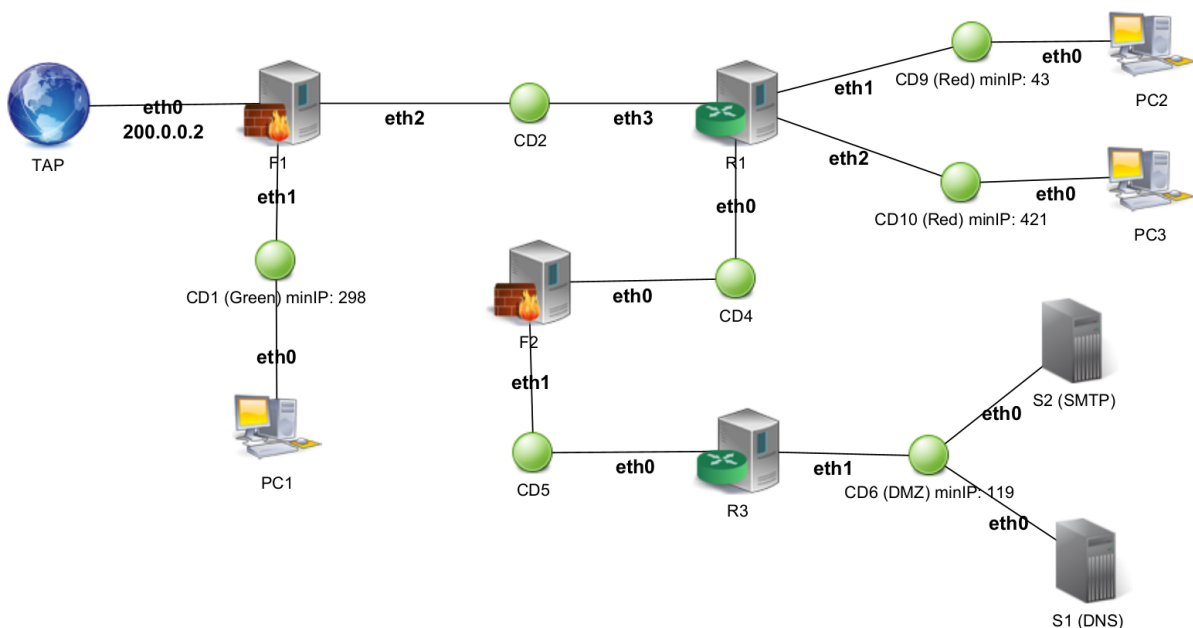 CD9 (Red) minIP: 43
eth0
eth1
PC2
TAP
eth0
200.0.0.2
F1
eth2
CD2
eth3
R1
eth2
CD10 (Red) minIP: 421
eth0
PC3
eth1
eth0
CD1 (Green) minIP: 298
eth0
CD4
F2
eth0
PC1
eth1
CD5
eth0
R3
eth1
CD6 (DMZ) minIP: 119
eth0
S2 (SMTP)
eth0
S1 (DNS)